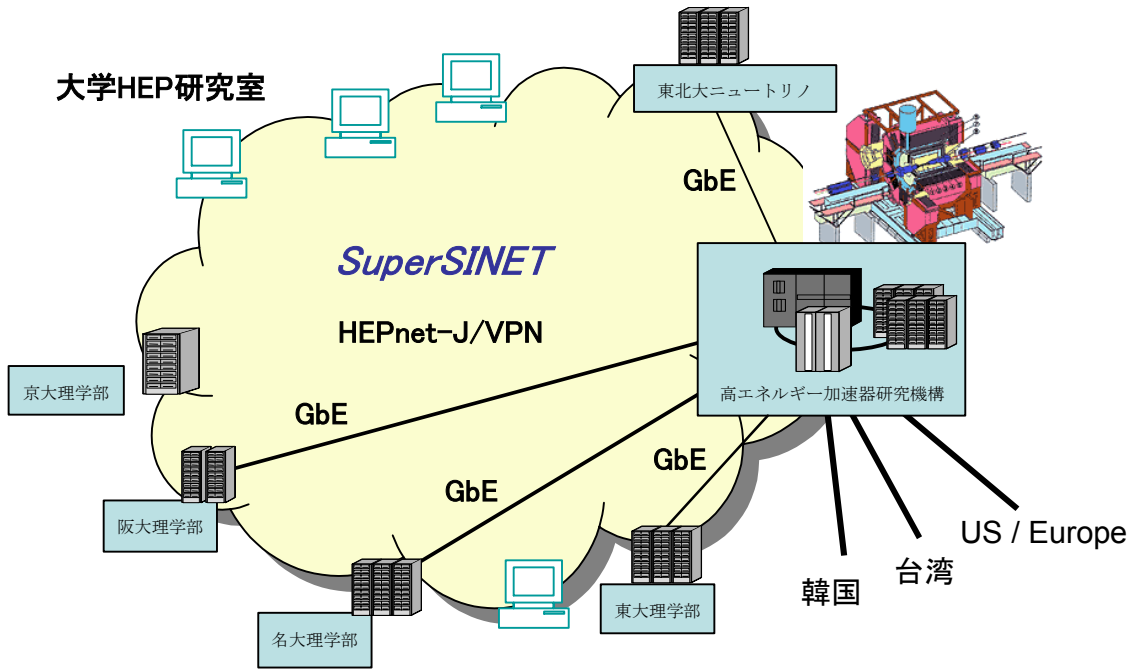 大学HEP研究室
東北大ニュートリノ
GbE
SuperSINET
HEPnet-J/VPN
京大理学部
高エネルギー加速器研究機構
GbE
GbE
GbE
阪大理学部
US / Europe
台湾
韓国
東大理学部
名大理学部